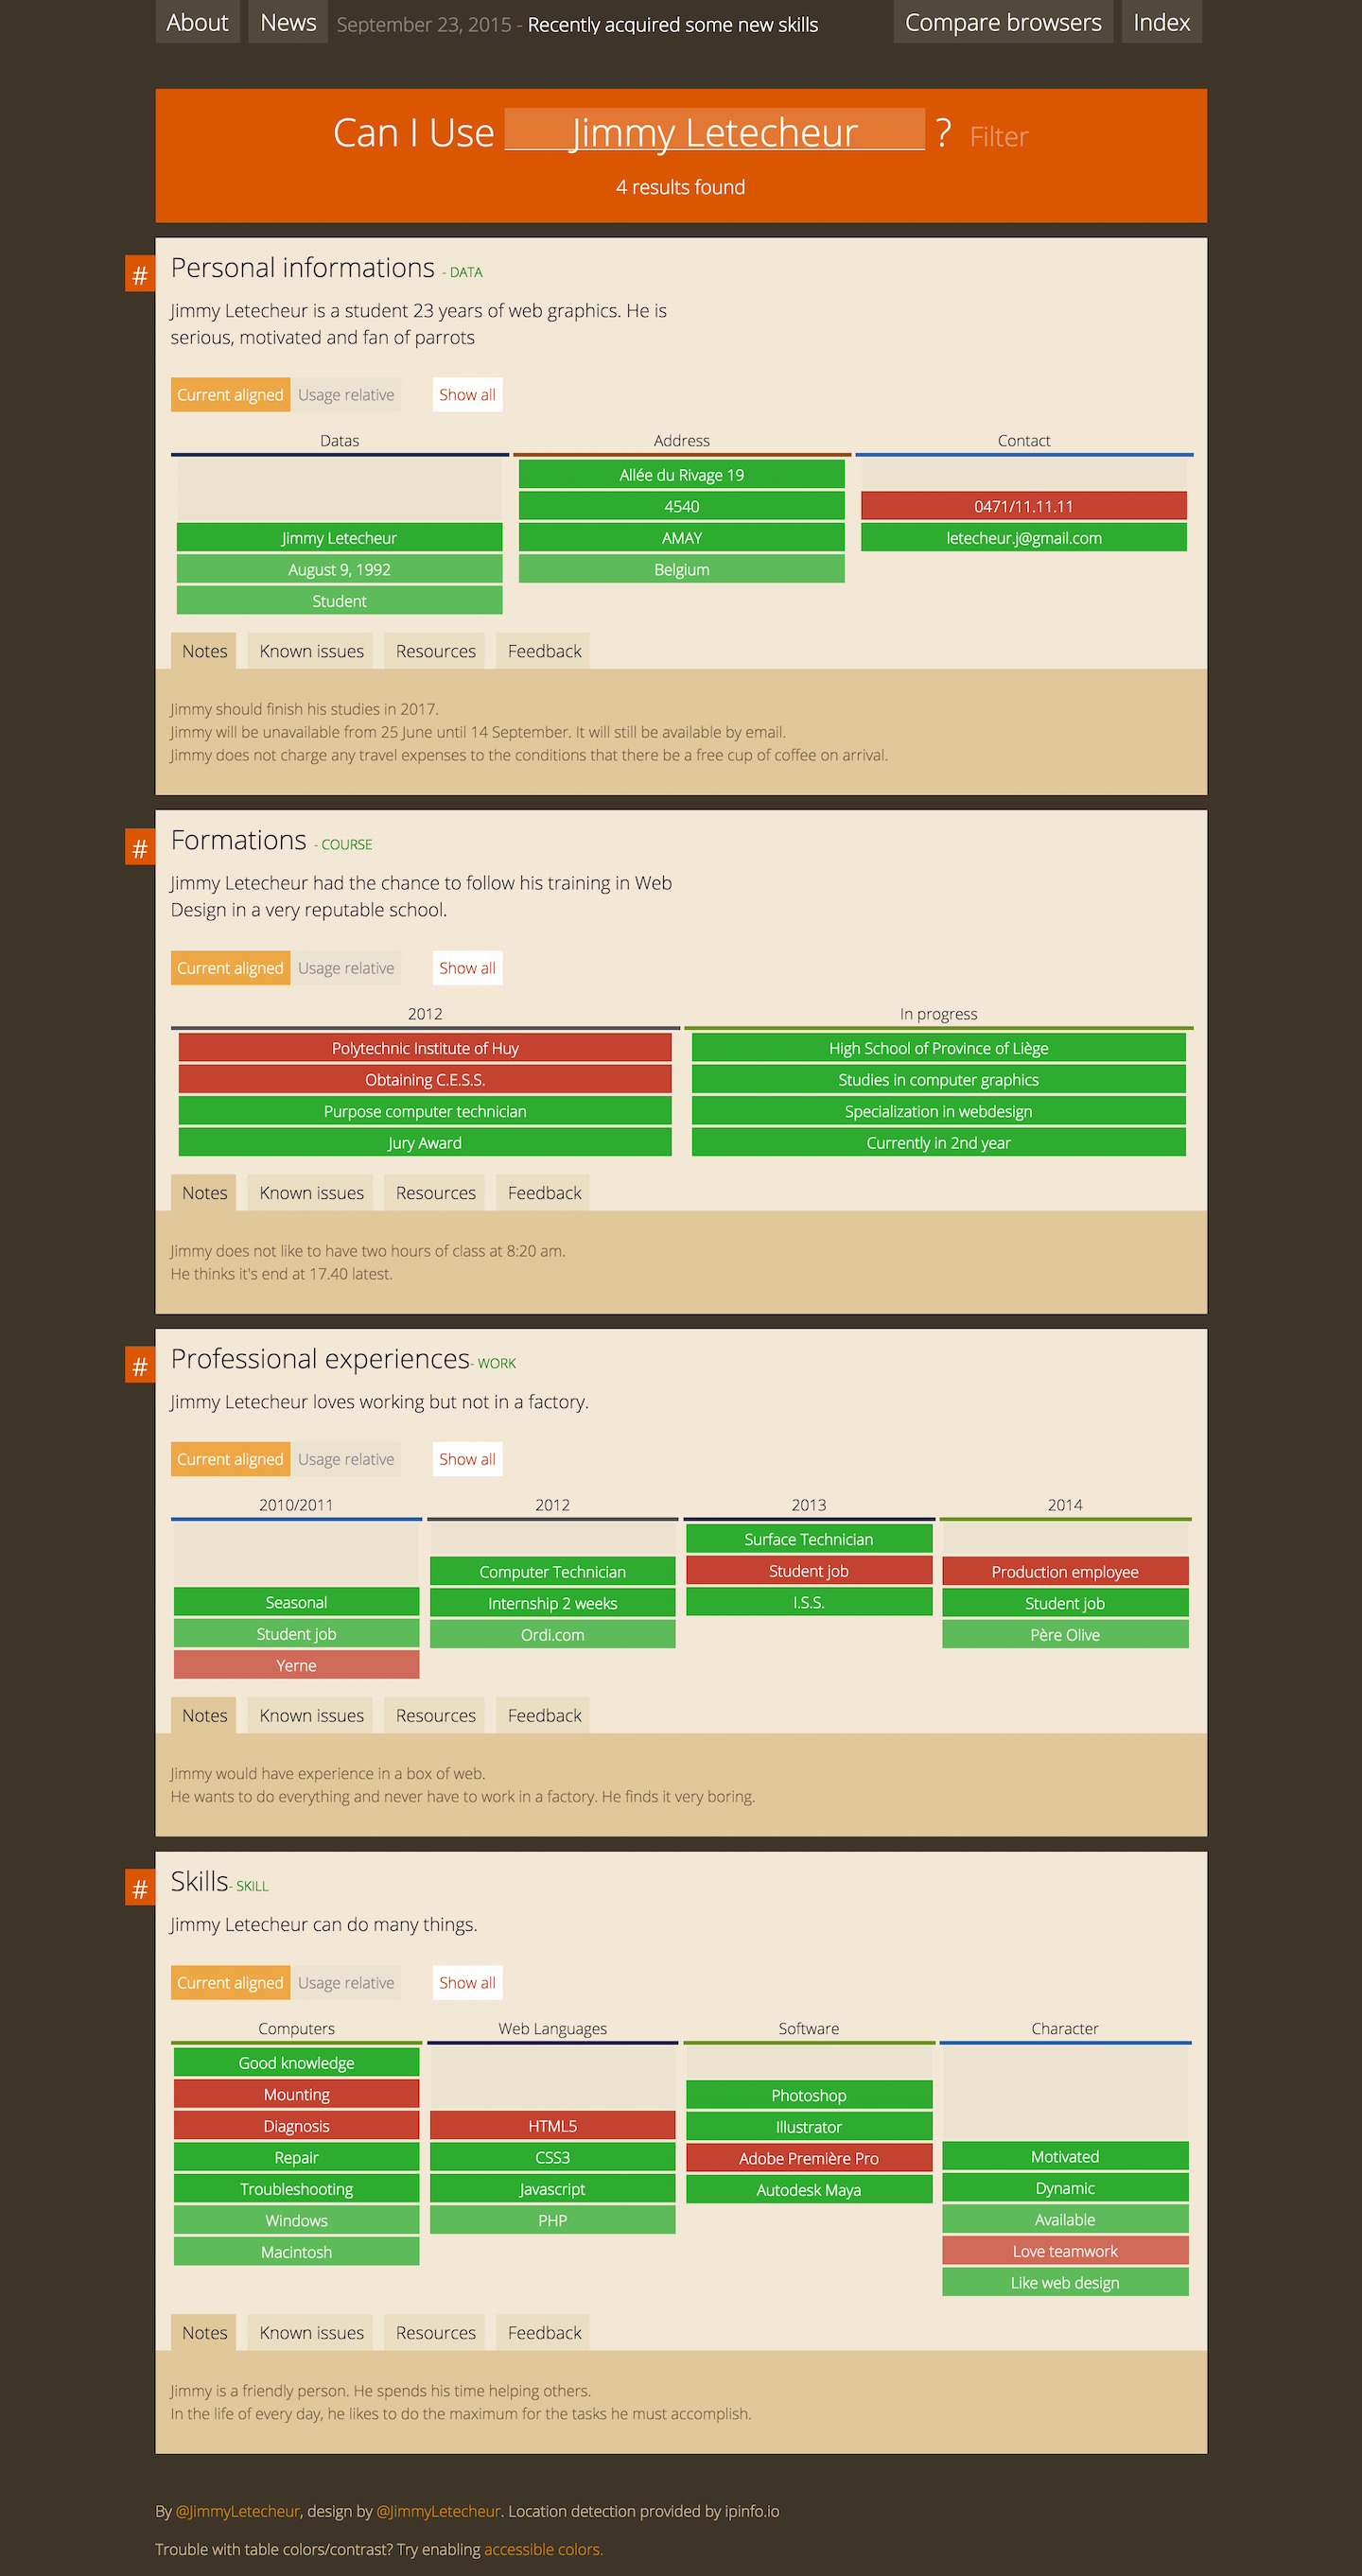 About News September 23, 2015 - Recently acquired some new skills Compare browsers Index
Can I Use Jimmy Letecheur ? Filter
4 results found
#
Personal informations - DATA
Jimmy Letecheur is a student 23 years of web graphics. He is
serious, motivated and fan of parrots
Current aligned Usage relative Show all
Datas
Jimmy Letecheur
August 9, 1992
Student
Address
Allée du Rivage 19
4540
AMAY
Belgium
Contact
0471/11.11.11
letecheur.j@gmail.com
Notes Known issues Resources Feedback
Jimmy should finish his studies in 2017.
Jimmy will be unavailable from 25 June until 14 September. It will still be available by email.
Jimmy does not charge any travel expenses to the conditions that there be a free cup of coffee on arrival.
#
Formations - COURSE
Jimmy Letecheur had the chance to follow his training in Web
Design in a very reputable school.
Current aligned Usage relative Show all
2012
Polytechnic Institute of Huy
Obtaining C.E.S.S.
Purpose computer technician
Jury Award
In progress
High School of Province of Liège
Studies in computer graphics
Specialization in webdesign
Currently in 2nd year
Notes Known issues Resources Feedback
Jimmy does not like to have two hours of class at 8:20 am.
He thinks it's end at 17.40 latest.
#
Professional experiences- WORK
Jimmy Letecheur loves working but not in a factory.
Current aligned Usage relative Show all
2010/2011
Seasonal
Student job
Yerne
2012
Computer Technician
Internship 2 weeks
Ordi.com
2013
Surface Technician
Student job
I.S.S.
2014
Production employee
Student job
Père Olive
Notes Known issues Resources Feedback
Jimmy would have experience in a box of web.
He wants to do everything and never have to work in a factory. He finds it very boring.
#
Skills- SKILL
Jimmy Letecheur can do many things.
Current aligned Usage relative Show all
Computers
Good knowledge
Mounting
Diagnosis
Repair
Troubleshooting
Windows
Macintosh
Web Languages
HTML5
CSS3
Javascript
PHP
Software
Photoshop
Illustrator
Adobe Première Pro
Autodesk Maya
Character
Motivated
Dynamic
Available
Love teamwork
Like web design
Notes Known issues Resources Feedback
Jimmy is a friendly person. He spends his time helping others.
In the life of every day, he likes to do the maximum for the tasks he must accomplish.
By @JimmyLetecheur, design by @JimmyLetecheur. Location detection provided by ipinfo.io
Trouble with table colors/contrast? Try enabling accessible colors.